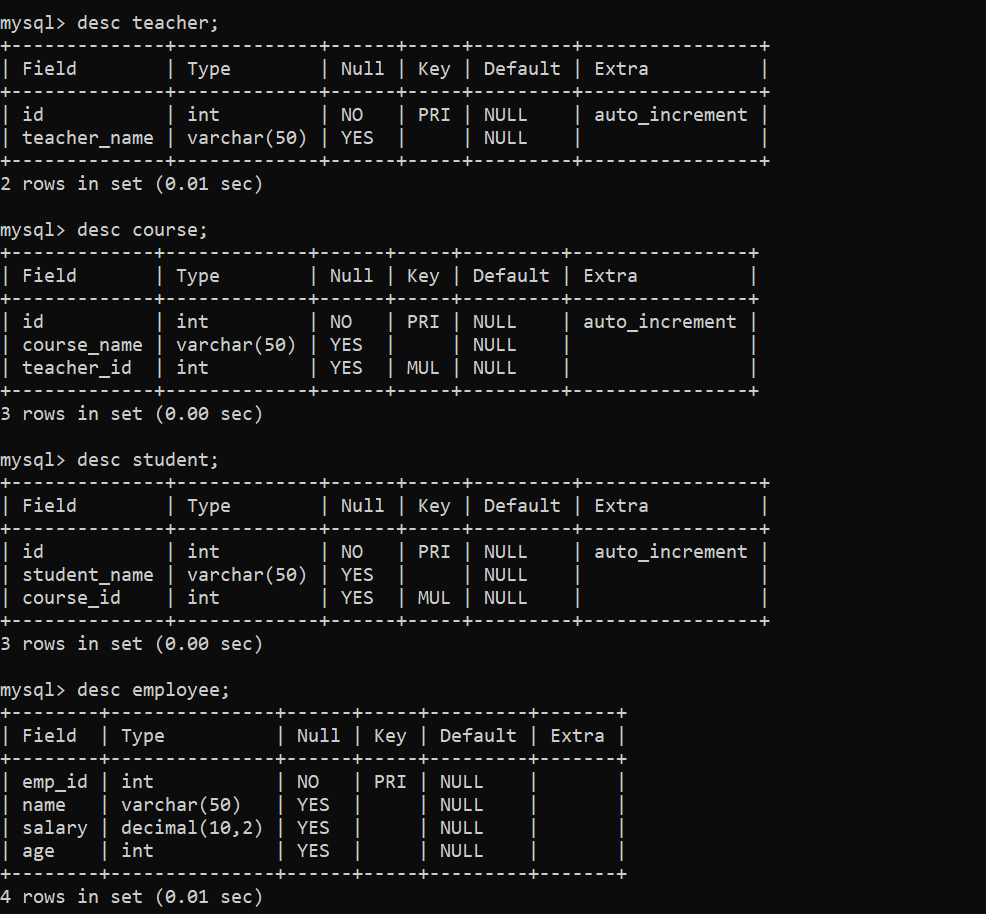 mysql> desc teacher;
+--------------+-------------+------+-----+---------+----------------+
| Field        | Type        | Null | Key | Default | Extra          |
+--------------+-------------+------+-----+---------+----------------+
| id           | int         | NO   | PRI | NULL    | auto_increment |
| teacher_name | varchar(50) | YES  |     | NULL    |                |
+--------------+-------------+------+-----+---------+----------------+
2 rows in set (0.01 sec)

mysql> desc course;
+-------------+-------------+------+-----+---------+----------------+
| Field       | Type        | Null | Key | Default | Extra          |
+-------------+-------------+------+-----+---------+----------------+
| id          | int         | NO   | PRI | NULL    | auto_increment |
| course_name | varchar(50) | YES  |     | NULL    |                |
| teacher_id  | int         | YES  | MUL | NULL    |                |
+-------------+-------------+------+-----+---------+----------------+
3 rows in set (0.00 sec)

mysql> desc student;
+--------------+-------------+------+-----+---------+----------------+
| Field        | Type        | Null | Key | Default | Extra          |
+--------------+-------------+------+-----+---------+----------------+
| id           | int         | NO   | PRI | NULL    | auto_increment |
| student_name | varchar(50) | YES  |     | NULL    |                |
| course_id    | int         | YES  | MUL | NULL    |                |
+--------------+-------------+------+-----+---------+----------------+
3 rows in set (0.00 sec)

mysql> desc employee;
+--------+---------------+------+-----+---------+-------+
| Field  | Type          | Null | Key | Default | Extra |
+--------+---------------+------+-----+---------+-------+
| emp_id | int           | NO   | PRI | NULL    |       |
| name   | varchar(50)   | YES  |     | NULL    |       |
| salary | decimal(10,2) | YES  |     | NULL    |       |
| age    | int           | YES  |     | NULL    |       |
+--------+---------------+------+-----+---------+-------+
4 rows in set (0.01 sec)